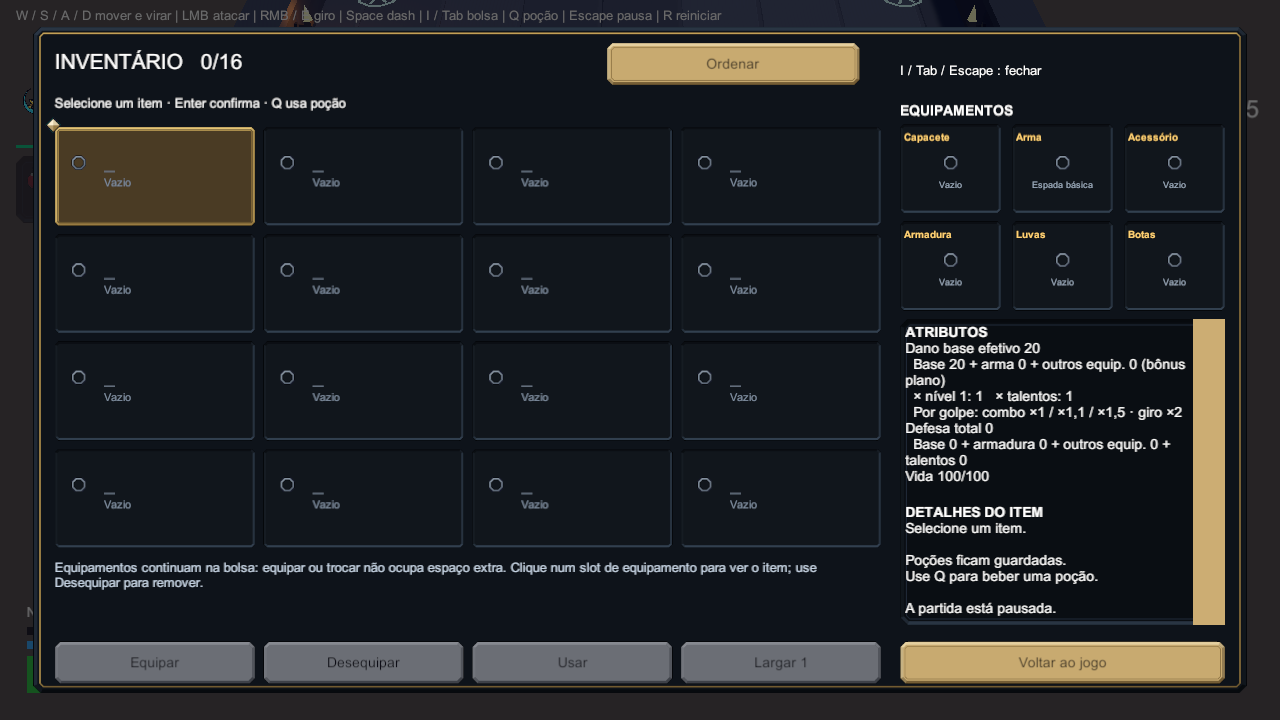 W / S / A / D mover e virar | LMB atacar | RMB / giro | Space dash | I / Tab bolsa | Q poção | Escape pausa | R reiniciar
INVENTÁRIO 0/16
Ordenar
I / Tab / Escape : fechar
Selecione um item · Enter confirma · Q usa poção
EQUIPAMENTOS
5
Capacete
Vazio
Arma
Espada básica
Acessório
Vazio
Armadura
Vazio
Luvas
Vazio
Botas
Vazio
—
Vazio
—
Vazio
—
Vazio
—
Vazio
—
Vazio
—
Vazio
—
Vazio
—
Vazio
—
Vazio
—
Vazio
—
Vazio
—
Vazio
—
Vazio
—
Vazio
—
Vazio
—
Vazio
ATRIBUTOS
Dano base efetivo 20
Base 20 + arma 0 + outros equip. 0 (bônus
plano)
× nível 1: 1 × talentos: 1
Por golpe: combo ×1 / ×1,1 / ×1,5 · giro ×2
Defesa total 0
Base 0 + armadura 0 + outros equip. 0 +
talentos 0
Vida 100/100
DETALHES DO ITEM
Selecione um item.
Poções ficam guardadas.
Use Q para beber uma poção.
A partida está pausada.
Equipamentos continuam na bolsa: equipar ou trocar não ocupa espaço extra. Clique num slot de equipamento para ver o item; use
Desequipar para remover.
Equipar
Desequipar
Usar
Largar 1
Voltar ao jogo